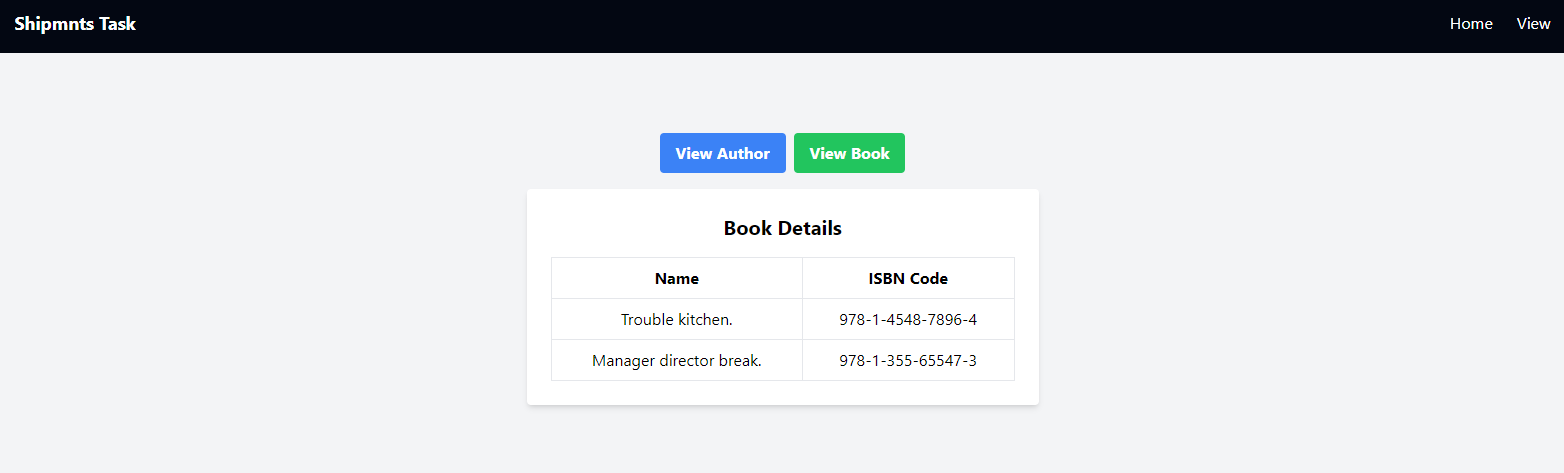 Shipmnts Task Home View
View Author View Book
Book Details
Name ISBN Code
Trouble kitchen. 978-1-4548-7896-4
Manager director break. 978-1-355-65547-3